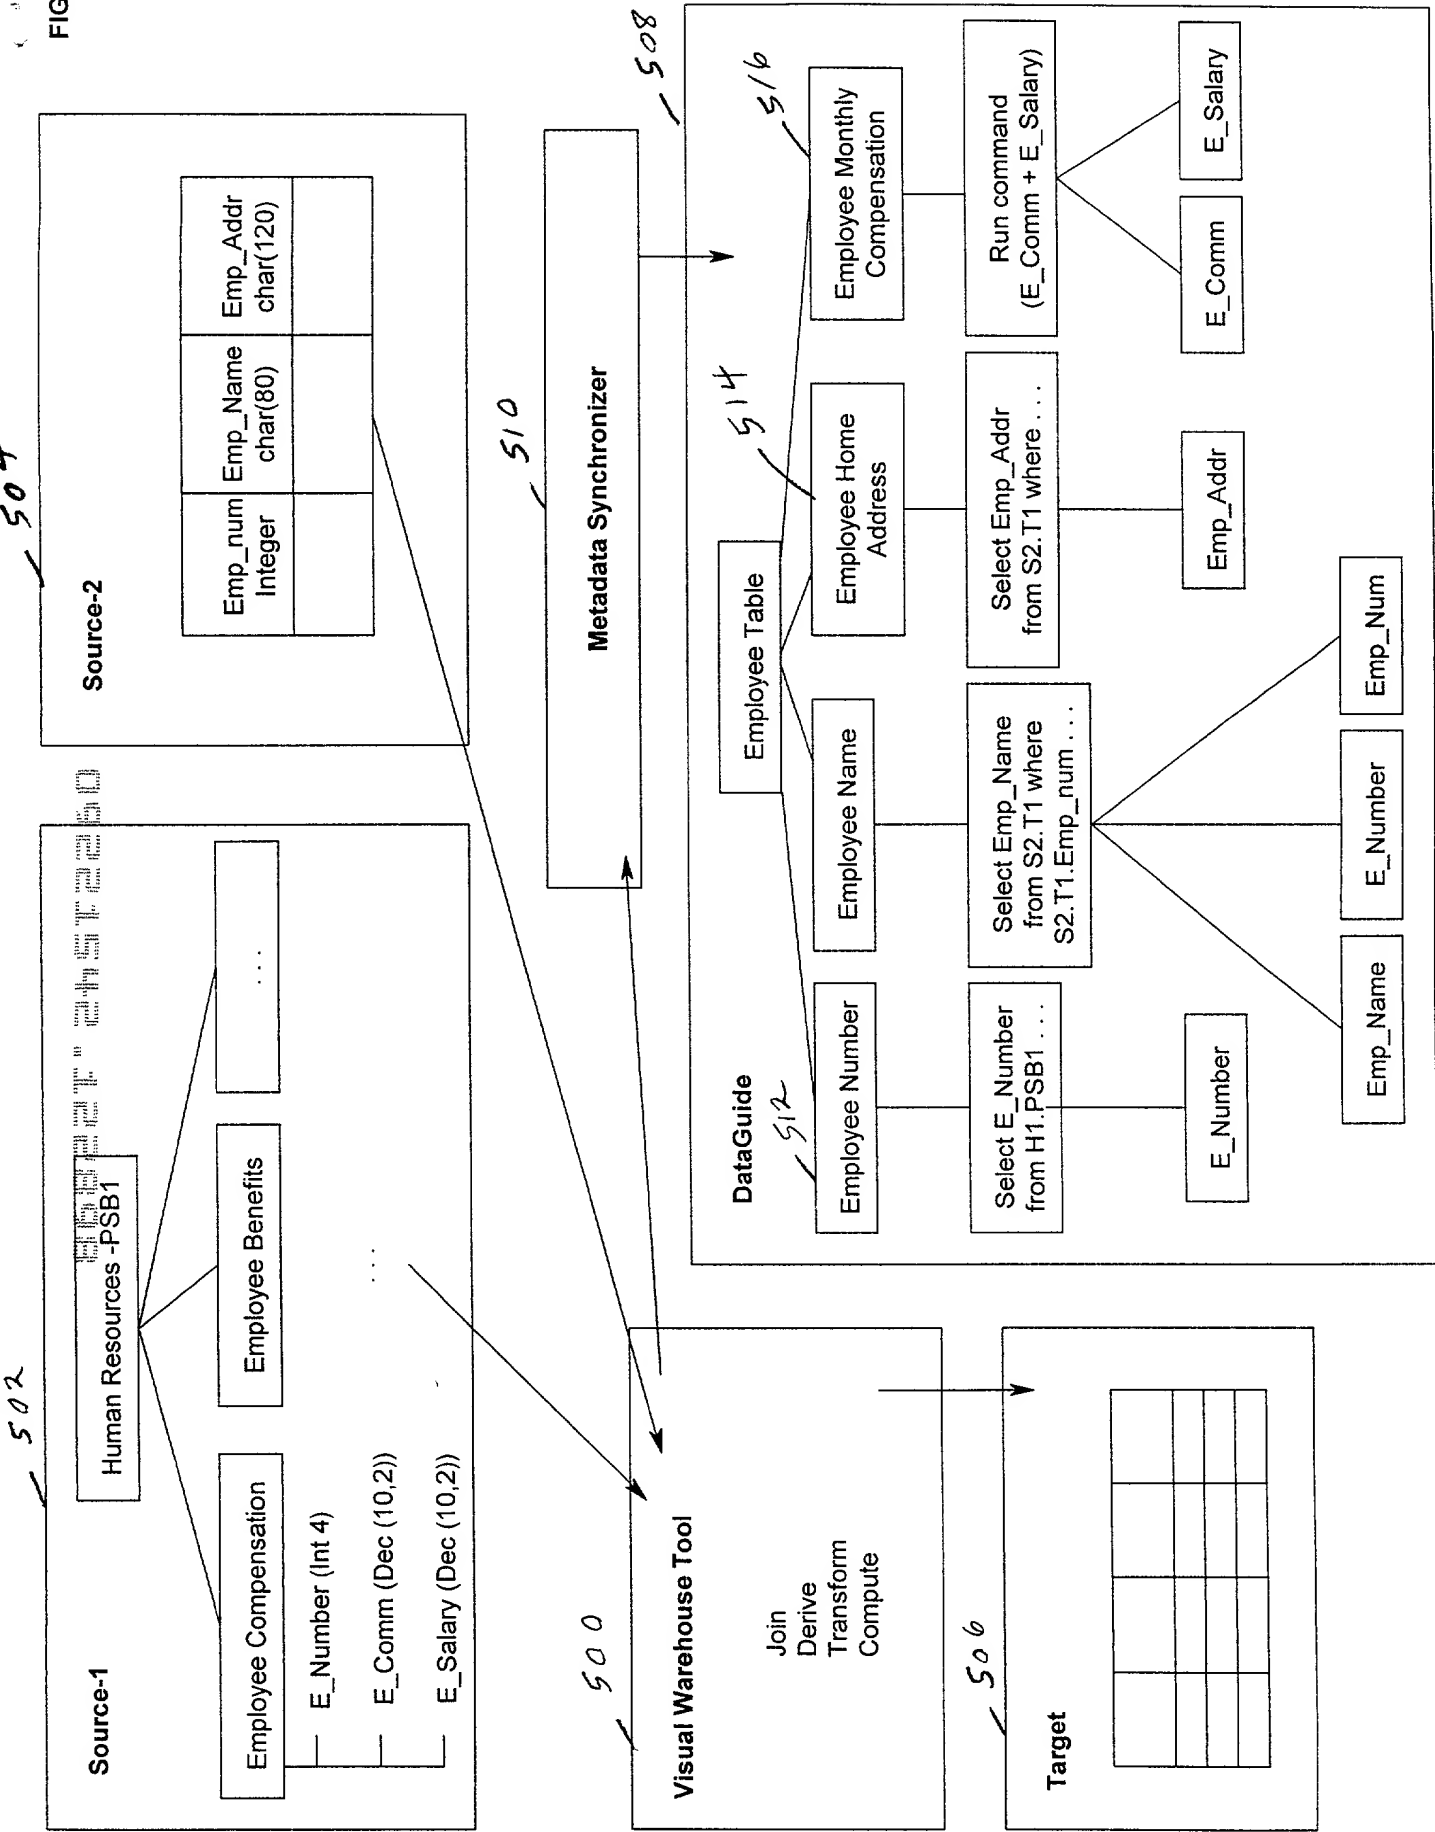 FIG
502
Source-1
Human Resources -PSB1
Employee Compensation
Employee Benefits
. . .
E_Number (Int 4)
E_Comm (Dec (10,2))
E_Salary (Dec (10,2))
. . .
504
Source-2
Emp_num
Integer
Emp_Name
char(80)
Emp_Addr
char(120)
500
Visual Warehouse Tool
Join
Derive
Transform
Compute
510
Metadata Synchronizer
506
Target
508
DataGuide
Employee Table
512
Employee Number
Employee Name
514
Employee Home
Address
516
Employee Monthly
Compensation
Select E_Number
from H1.PSB1 . . . .
Select Emp_Name
from S2.T1 where
S2.T1.Emp_num . . . .
Select Emp_Addr
from S2.T1 where . . . .
Run command
(E_Comm + E_Salary)
E_Number
Emp_Addr
E_Comm
E_Salary
Emp_Name
E_Number
Emp_Num